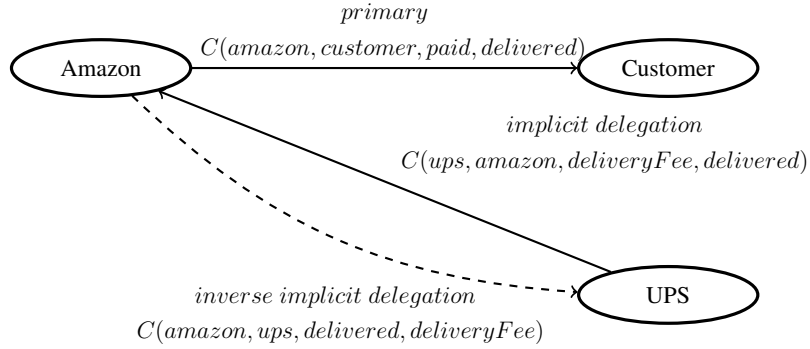 primary
C(amazon, customer, paid, delivered)
Amazon
Customer
implicit delegation
C(ups, amazon, deliveryFee, delivered)
UPS
inverse implicit delegation
C(amazon, ups, delivered, deliveryFee)